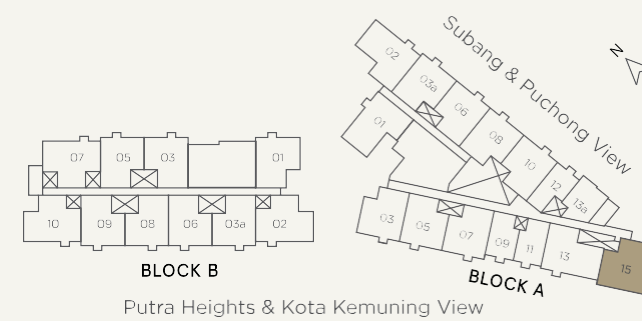 Subang & Puchong View
N
02
03a
06
08
10
12
13a
01
03
05
07
09
11
13
15
BLOCK A
07
05
03
01
10
09
08
06
03a
02
BLOCK B
Putra Heights & Kota Kemuning View